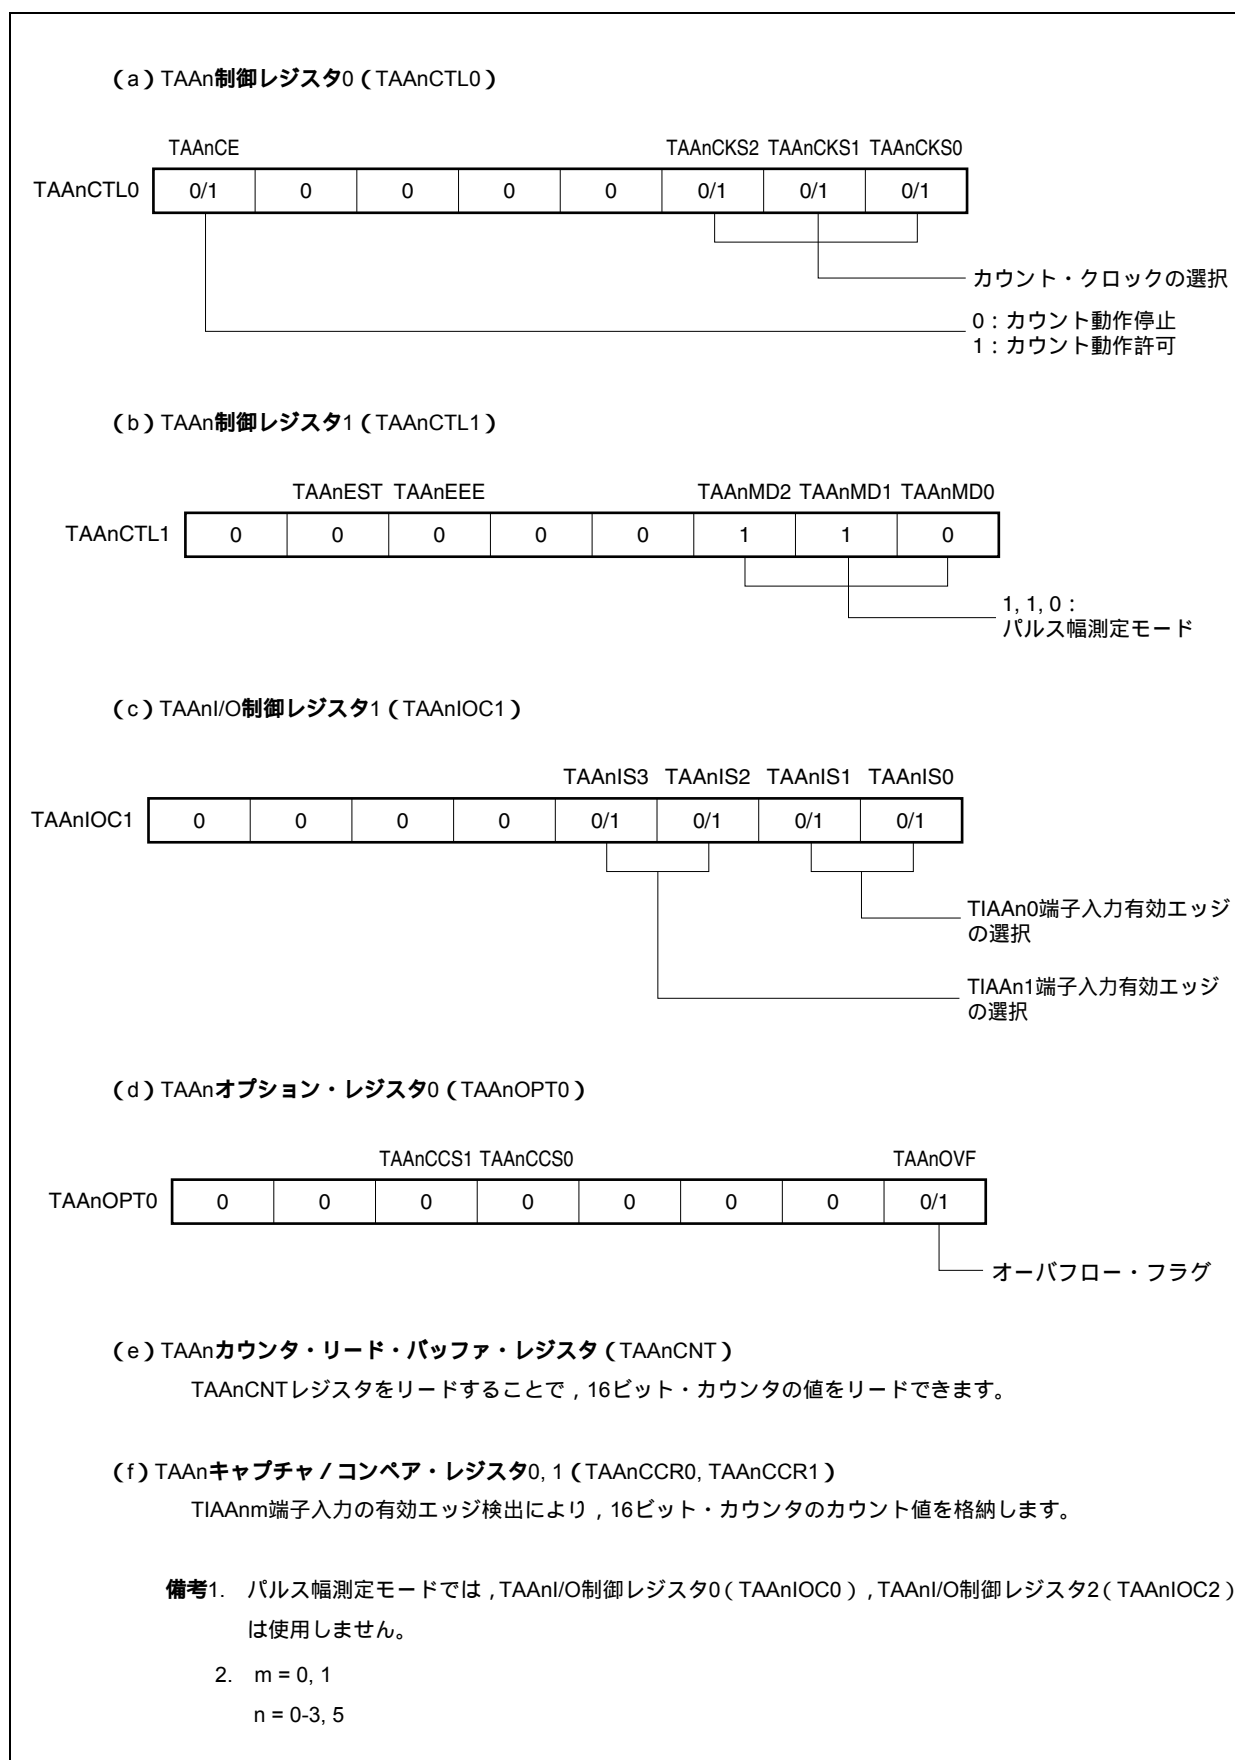 (a)TAAn制御レジスタ0(TAAnCTL0)
TAAnCE TAAnCKS2 TAAnCKS1 TAAnCKS0
TAAnCTL0 0/1 0 0 0 0 0/1 0/1 0/1
カウント・クロックの選択
0:カウント動作停止
1:カウント動作許可
(b)TAAn制御レジスタ1(TAAnCTL1)
TAAnEST TAAnEEE TAAnMD2 TAAnMD1 TAAnMD0
TAAnCTL1 0 0 0 0 0 1 1 0
1, 1, 0:
パルス幅測定モード
(c)TAAnI/O制御レジスタ1(TAAnIOC1)
TAAnIS3 TAAnIS2 TAAnIS1 TAAnIS0
TAAnIOC1 0 0 0 0 0/1 0/1 0/1 0/1
TIAAn0端子入力有効エッジ
の選択
TIAAn1端子入力有効エッジ
の選択
(d)TAAnオプション・レジスタ0(TAAnOPT0)
TAAnCCS1 TAAnCCS0 TAAnOVF
TAAnOPT0 0 0 0 0 0 0 0 0/1
オーバフロー・フラグ
(e)TAAnカウンタ・リード・バッファ・レジスタ(TAAnCNT)
TAAnCNTレジスタをリードすることで,16ビット・カウンタの値をリードできます。
(f)TAAnキャプチャ/コンペア・レジスタ0, 1(TAAnCCR0, TAAnCCR1)
TIAAnm端子入力の有効エッジ検出により,16ビット・カウンタのカウント値を格納します。
備考1. パルス幅測定モードでは,TAAnI/O制御レジスタ0(TAAnIOC0),TAAnI/O制御レジスタ2(TAAnIOC2)
は使用しません。
2. m = 0, 1
n = 0-3, 5